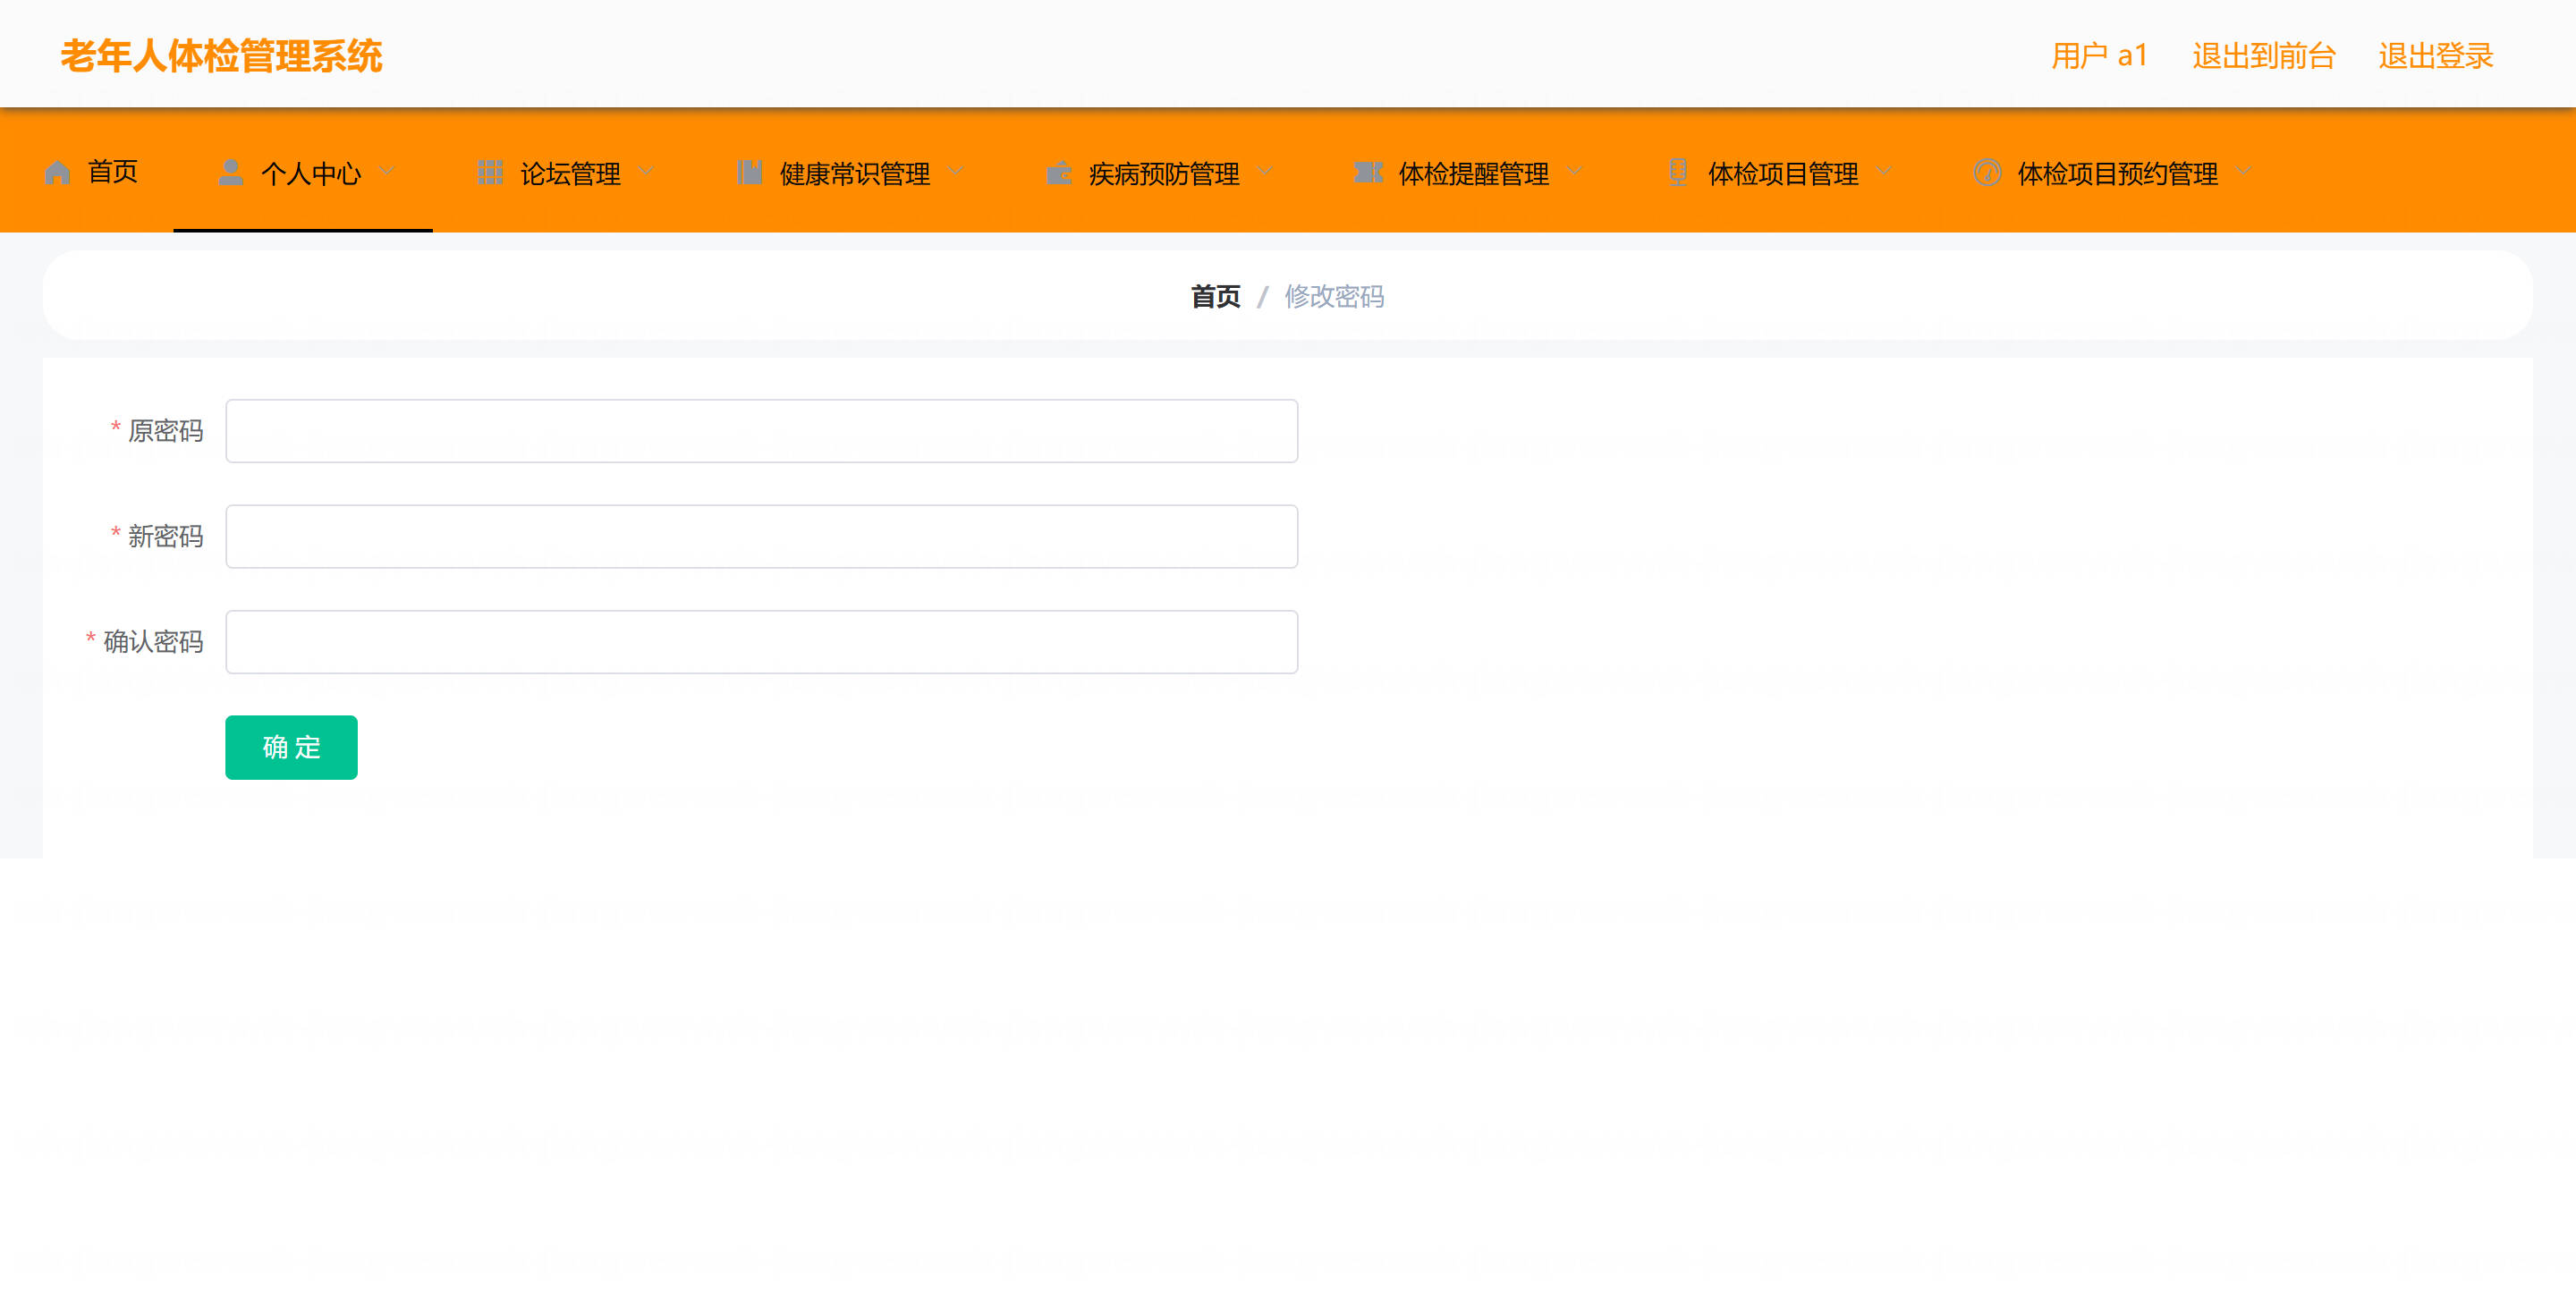 老年人体检管理系统
用户 a1 退出到前台 退出登录
首页 个人中心 论坛管理 健康常识管理 疾病预防管理 体检提醒管理 体检项目管理 体检项目预约管理
首页 / 修改密码
* 原密码
* 新密码
* 确认密码
确 定